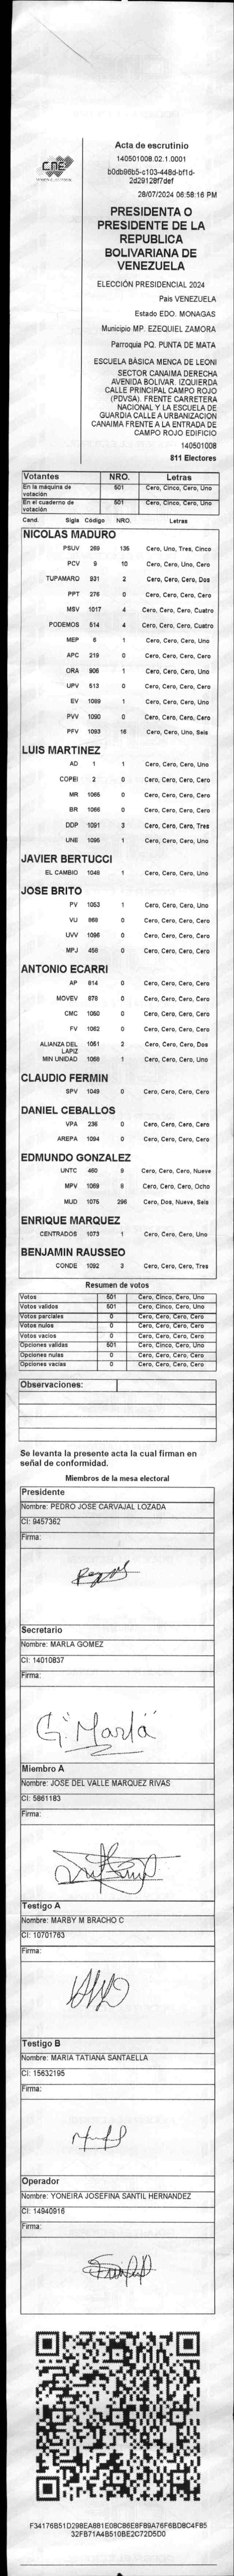 CNE
Acta de escrutinio
140501008.02.1.0001
b0db96b5-c103-448d-bf1d-
2d29128f7def
28/07/2024 06:58:16 PM
PRESIDENTA O
PRESIDENTE DE LA
REPUBLICA
BOLIVARIANA DE
VENEZUELA
ELECCIÓN PRESIDENCIAL 2024
País VENEZUELA
Estado EDO. MONAGAS
Municipio MP. EZEQUIEL ZAMORA
Parroquia PQ. PUNTA DE MATA
ESCUELA BÁSICA MENCA DE LEONI
SECTOR CANAIMA DERECHA
AVENIDA BOLIVAR. IZQUIERDA
CALLE PRINCIPAL CAMPO ROJO
(PDVSA). FRENTE CARRETERA
NACIONAL Y LA ESCUELA DE
GUARDIA CALLE A URBANIZACION
CANAIMA FRENTE A LA ENTRADA DE
CAMPO ROJO EDIFICIO
140501008
811 Electores
Votantes NRO. Letras
En la máquina de votación 501 Cero, Cinco, Cero, Uno
En el cuaderno de votación 501 Cero, Cinco, Cero, Uno
Cand. Sigla Código NRO. Letras
NICOLAS MADURO
PSUV 269 135 Cero, Uno, Tres, Cinco
PCV 9 10 Cero, Cero, Uno, Cero
TUPAMARO 931 2 Cero, Cero, Cero, Dos
PPT 276 0 Cero, Cero, Cero, Cero
MSV 1017 4 Cero, Cero, Cero, Cuatro
PODEMOS 514 4 Cero, Cero, Cero, Cuatro
MEP 6 1 Cero, Cero, Cero, Uno
APC 219 0 Cero, Cero, Cero, Cero
ORA 906 1 Cero, Cero, Cero, Uno
UPV 513 0 Cero, Cero, Cero, Cero
EV 1089 1 Cero, Cero, Cero, Uno
PVV 1090 0 Cero, Cero, Cero, Cero
PFV 1093 16 Cero, Cero, Uno, Seis
LUIS MARTINEZ
AD 1 1 Cero, Cero, Cero, Uno
COPEI 2 0 Cero, Cero, Cero, Cero
MR 1065 0 Cero, Cero, Cero, Cero
BR 1066 0 Cero, Cero, Cero, Cero
DDP 1091 3 Cero, Cero, Cero, Tres
UNE 1095 1 Cero, Cero, Cero, Uno
JAVIER BERTUCCI
EL CAMBIO 1048 1 Cero, Cero, Cero, Uno
JOSE BRITO
PV 1053 1 Cero, Cero, Cero, Uno
VU 868 0 Cero, Cero, Cero, Cero
UVV 1096 0 Cero, Cero, Cero, Cero
MPJ 458 0 Cero, Cero, Cero, Cero
ANTONIO ECARRI
AP 814 0 Cero, Cero, Cero, Cero
MOVEV 978 0 Cero, Cero, Cero, Cero
CMC 1050 0 Cero, Cero, Cero, Cero
FV 1062 0 Cero, Cero, Cero, Cero
ALIANZA DEL LAPIZ 1051 2 Cero, Cero, Cero, Dos
MIN UNIDAD 1068 1 Cero, Cero, Cero, Uno
CLAUDIO FERMIN
SPV 1049 0 Cero, Cero, Cero, Cero
DANIEL CEBALLOS
VPA 236 0 Cero, Cero, Cero, Cero
AREPA 1094 0 Cero, Cero, Cero, Cero
EDMUNDO GONZALEZ
UNTC 460 9 Cero, Cero, Cero, Nueve
MPV 1069 8 Cero, Cero, Cero, Ocho
MUD 1075 296 Cero, Dos, Nueve, Seis
ENRIQUE MARQUEZ
CENTRADOS 1073 1 Cero, Cero, Cero, Uno
BENJAMIN RAUSSEO
CONDE 1092 3 Cero, Cero, Cero, Tres
Resumen de votos
Votos 501 Cero, Cinco, Cero, Uno
Votos validos 501 Cero, Cinco, Cero, Uno
Votos parciales 0 Cero, Cero, Cero, Cero
Votos nulos 0 Cero, Cero, Cero, Cero
Votos vacios 0 Cero, Cero, Cero, Cero
Opciones validas 501 Cero, Cinco, Cero, Uno
Opciones nulas 0 Cero, Cero, Cero, Cero
Opciones vacias 0 Cero, Cero, Cero, Cero
Observaciones:
Se levanta la presente acta la cual firman en
señal de conformidad.
Miembros de la mesa electoral
Presidente
Nombre: PEDRO JOSE CARVAJAL LOZADA
CI: 9457362
Firma:
Secretario
Nombre: MARLA GOMEZ
CI: 14010837
Firma:
G. Marla
Miembro A
Nombre: JOSE DEL VALLE MARQUEZ RIVAS
CI: 5861183
Firma:
Testigo A
Nombre: MARBY M BRACHO C
CI: 10701763
Firma:
Testigo B
Nombre: MARIA TATIANA SANTAELLA
CI: 15632195
Firma:
Operador
Nombre: YONEIRA JOSEFINA SANTIL HERNANDEZ
CI: 14940916
Firma:
F34176B51D298EA881E08C86E8F89A76F6BD8C4F85
32FB71A4B510BE2C72D5D0